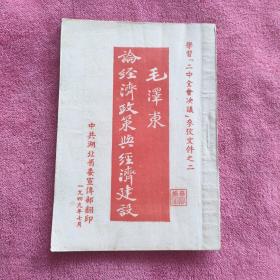 學習「二中全會決議」參攷文件之二
毛澤東
論經濟政策與經濟建設
中共湖北省委宣傳部翻印
一九四九年七月